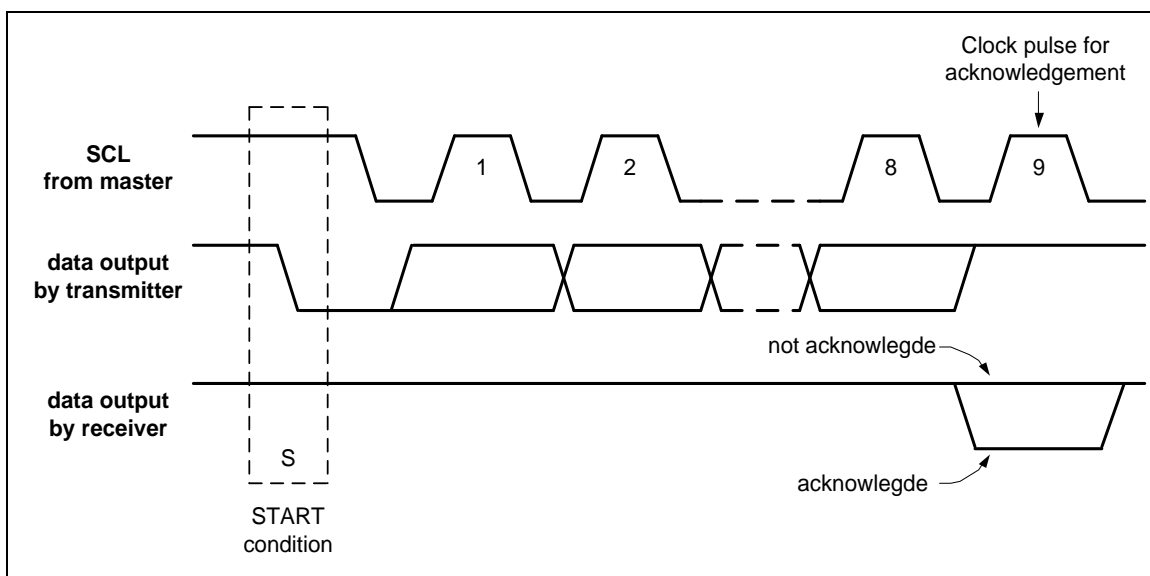 Clock pulse for
acknowledgement
SCL
from master
1
2
8
9
data output
by transmitter
not acknowlegde
data output
by receiver
S
acknowlegde
START
condition